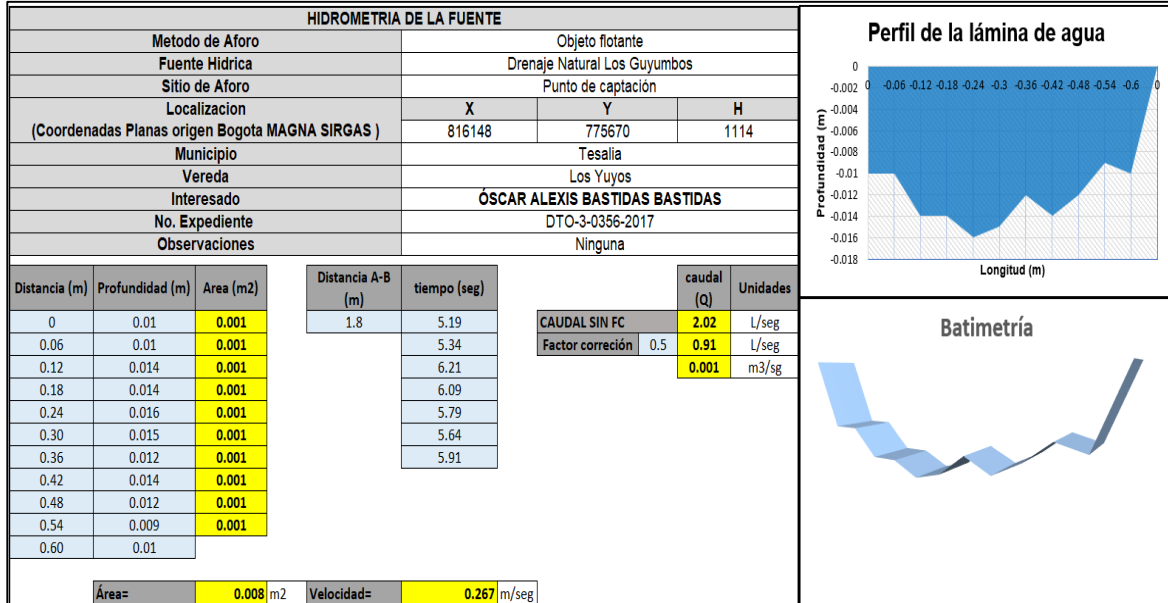 HIDROMETRIA DE LA FUENTE
Metodo de Aforo Objeto flotante
Fuente Hidrica Drenaje Natural Los Guyumbos
Sitio de Aforo Punto de captación
Localizacion X Y H
(Coordenadas Planas origen Bogota MAGNA SIRGAS ) 816148 775670 1114
Municipio Tesalia
Vereda Los Yuyos
Interesado ÓSCAR ALEXIS BASTIDAS BASTIDAS
No. Expediente DTO-3-0356-2017
Observaciones Ninguna
Distancia (m) Profundidad (m) Area (m2)
0 0.01 0.001
0.06 0.01 0.001
0.12 0.014 0.001
0.18 0.014 0.001
0.24 0.016 0.001
0.30 0.015 0.001
0.36 0.012 0.001
0.42 0.014 0.001
0.48 0.012 0.001
0.54 0.009 0.001
0.60 0.01
Distancia A-B
(m)
tiempo (seg)
1.8 5.19
5.34
6.21
6.09
5.79
5.64
5.91
caudal
(Q)
Unidades
CAUDAL SIN FC 2.02 L/seg
Factor correción 0.5 0.91 L/seg
0.001 m3/sg
Área= 0.008 m2 Velocidad= 0.267 m/seg
Perfil de la lámina de agua
0
-0.002
-0.004
-0.006
-0.008
-0.01
-0.012
-0.014
-0.016
-0.018
0 -0.06 -0.12 -0.18 -0.24 -0.3 -0.36 -0.42 -0.48 -0.54 -0.6 0
Profundidad (m)
Longitud (m)
Batimetría